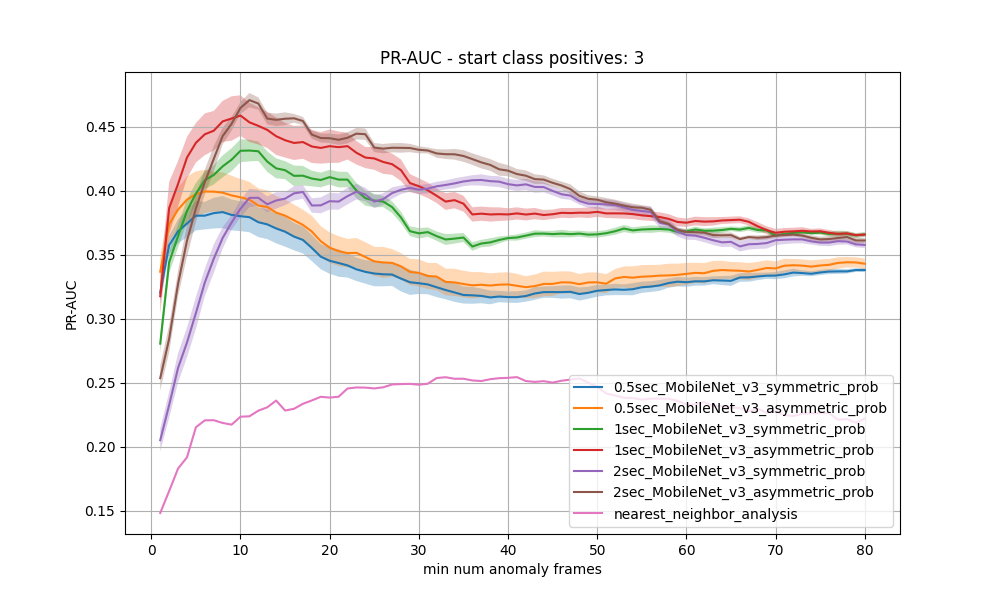 PR-AUC - start class positives: 3
PR-AUC
0.45
0.40
0.35
0.30
0.25
0.20
0.15
0.5sec_MobileNet_v3_symmetric_prob
0.5sec_MobileNet_v3_asymmetric_prob
1sec_MobileNet_v3_symmetric_prob
1sec_MobileNet_v3_asymmetric_prob
2sec_MobileNet_v3_symmetric_prob
2sec_MobileNet_v3_asymmetric_prob
nearest_neighbor_analysis
0 10 20 30 40 50 60 70 80
min num anomaly frames